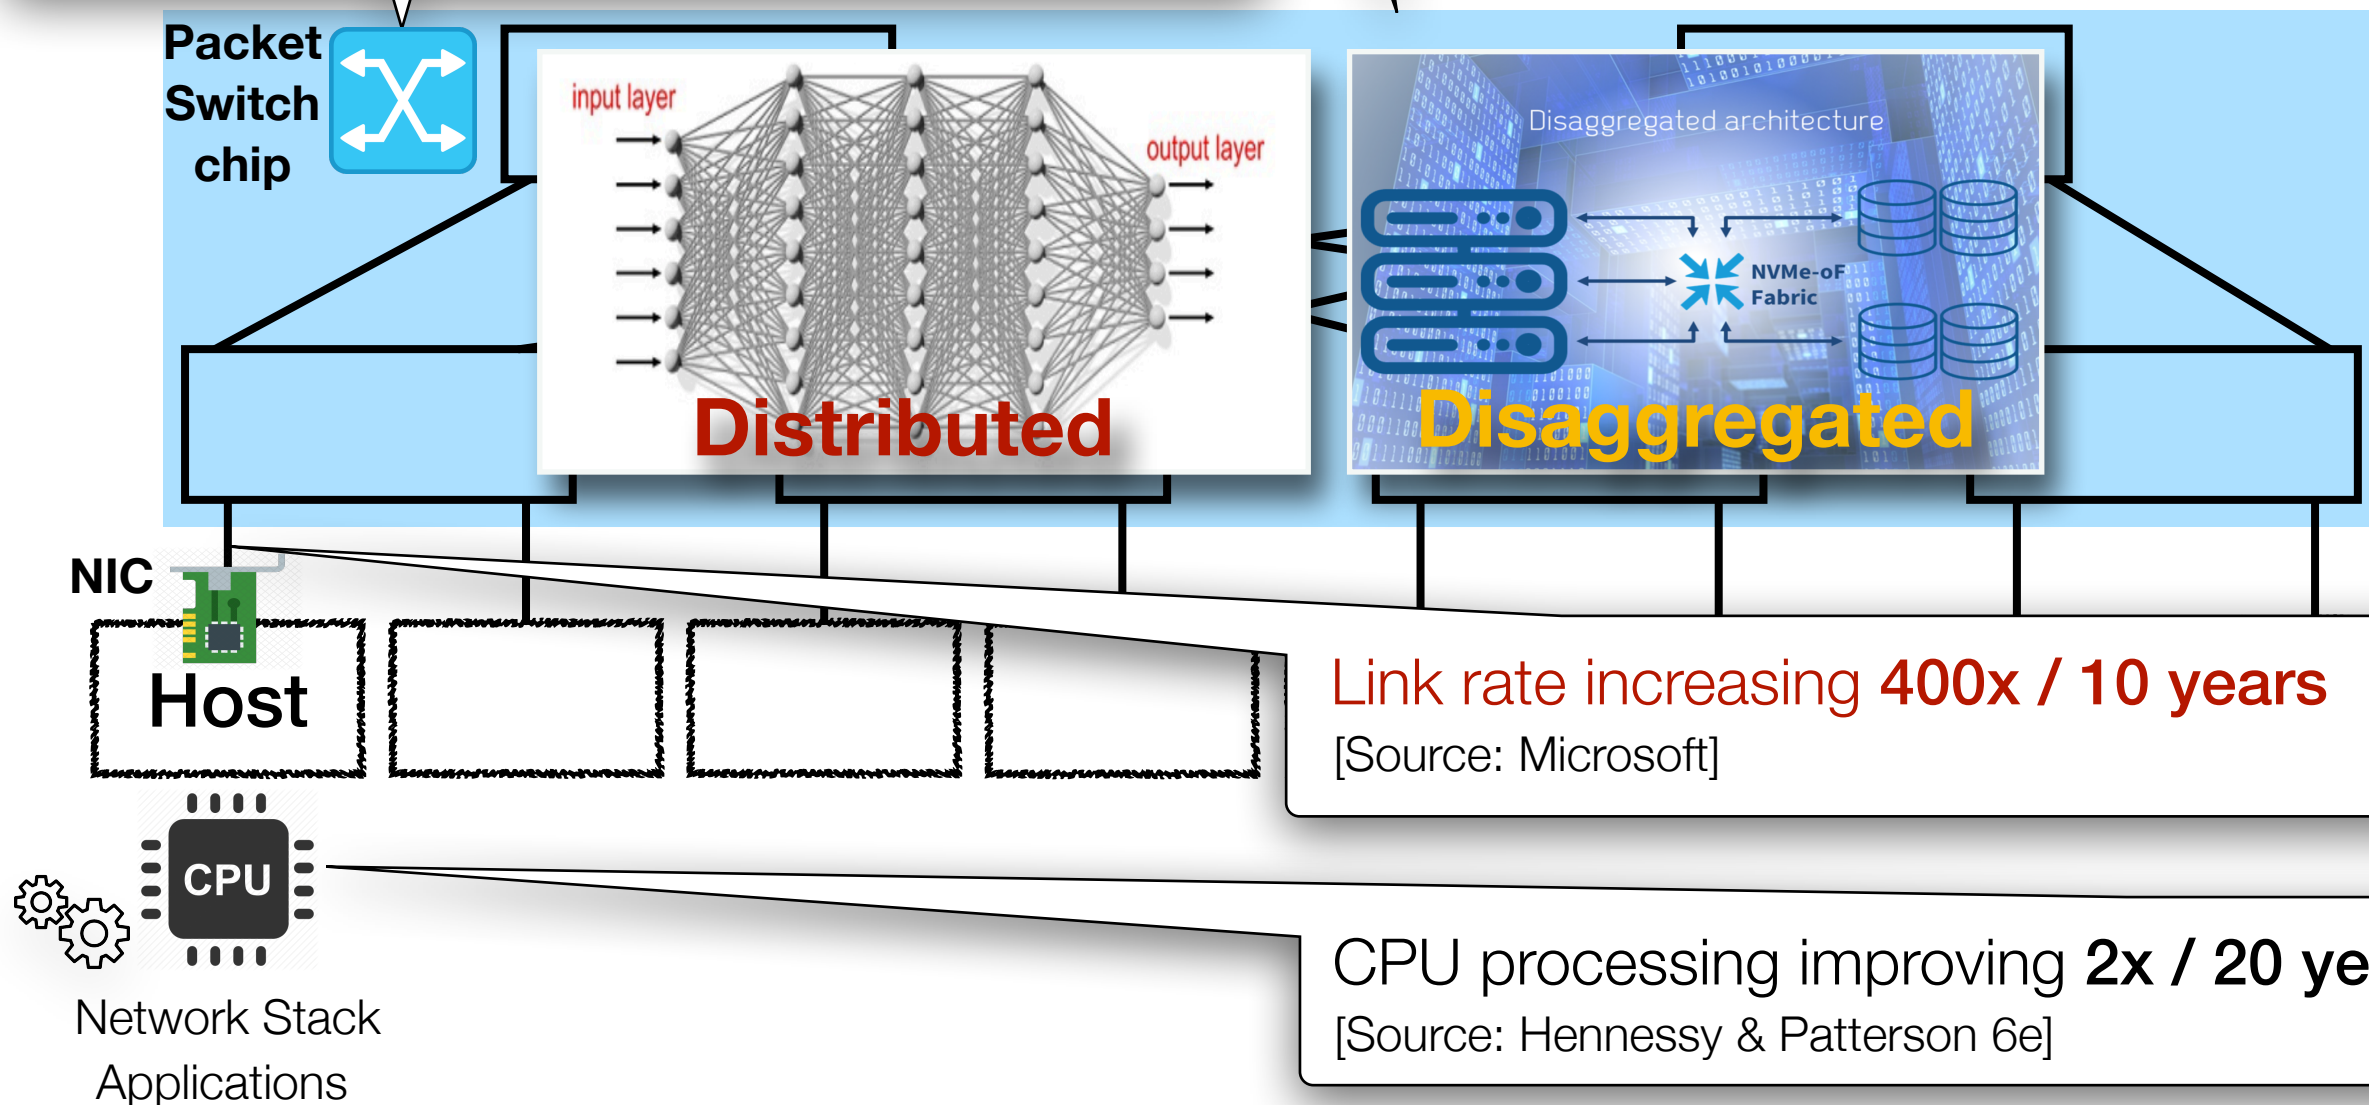 Packet
Switch
chip
input layer
output layer
Distributed
Disaggregated architecture
NVMe-oF
Fabric
Disaggregated
NIC
Host
Link rate increasing 400x / 10 years
[Source: Microsoft]
CPU
CPU processing improving 2x / 20 ye
[Source: Hennessy & Patterson 6e]
Network Stack
Applications